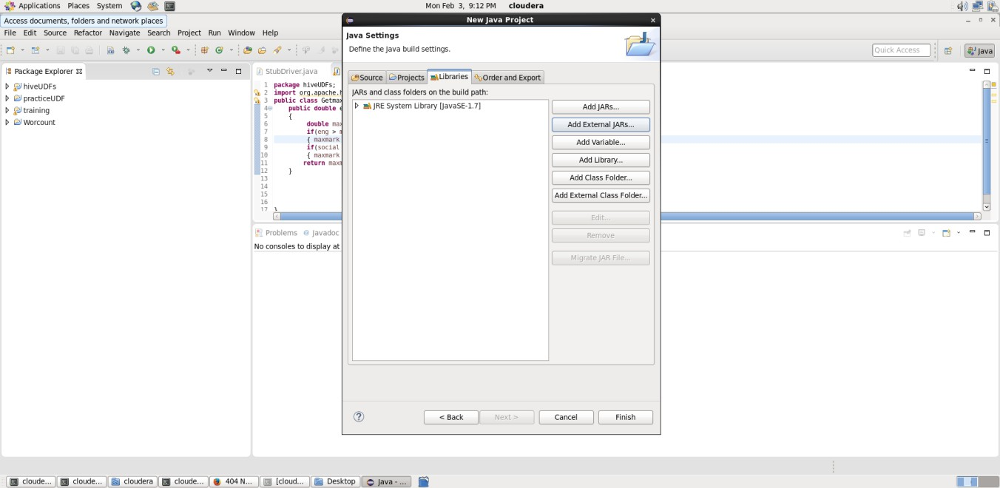 Applications Places System
Mon Feb 3, 9:12 PM cloudera
Access documents, folders and network places
File Edit Source Refactor Navigate Search Project Run Window Help
Quick Access
Java
Package Explorer
hiveUDFs
practiceUDF
training
Worcount
StubDriver.java
1 package hiveUDFs;
2 import org.apache.h
3 public class Getmax
4 public double e
5 {
6 double max
7 if(eng > m
8 { maxmark
9 if(social
10 { maxmark
11 return maxm
12 }
13
14
15
16
17 }
Problems @ Javadoc
No consoles to display at
New Java Project
Java Settings
Define the Java build settings.
Source Projects Libraries Order and Export
JARs and class folders on the build path:
JRE System Library [JavaSE-1.7]
Add JARs...
Add External JARs...
Add Variable...
Add Library...
Add Class Folder...
Add External Class Folder...
Edit...
Remove
Migrate JAR File...
?
< Back Next > Cancel Finish
cloude... cloude... cloudera cloude... 404 N... [cloud... Desktop Java - ...